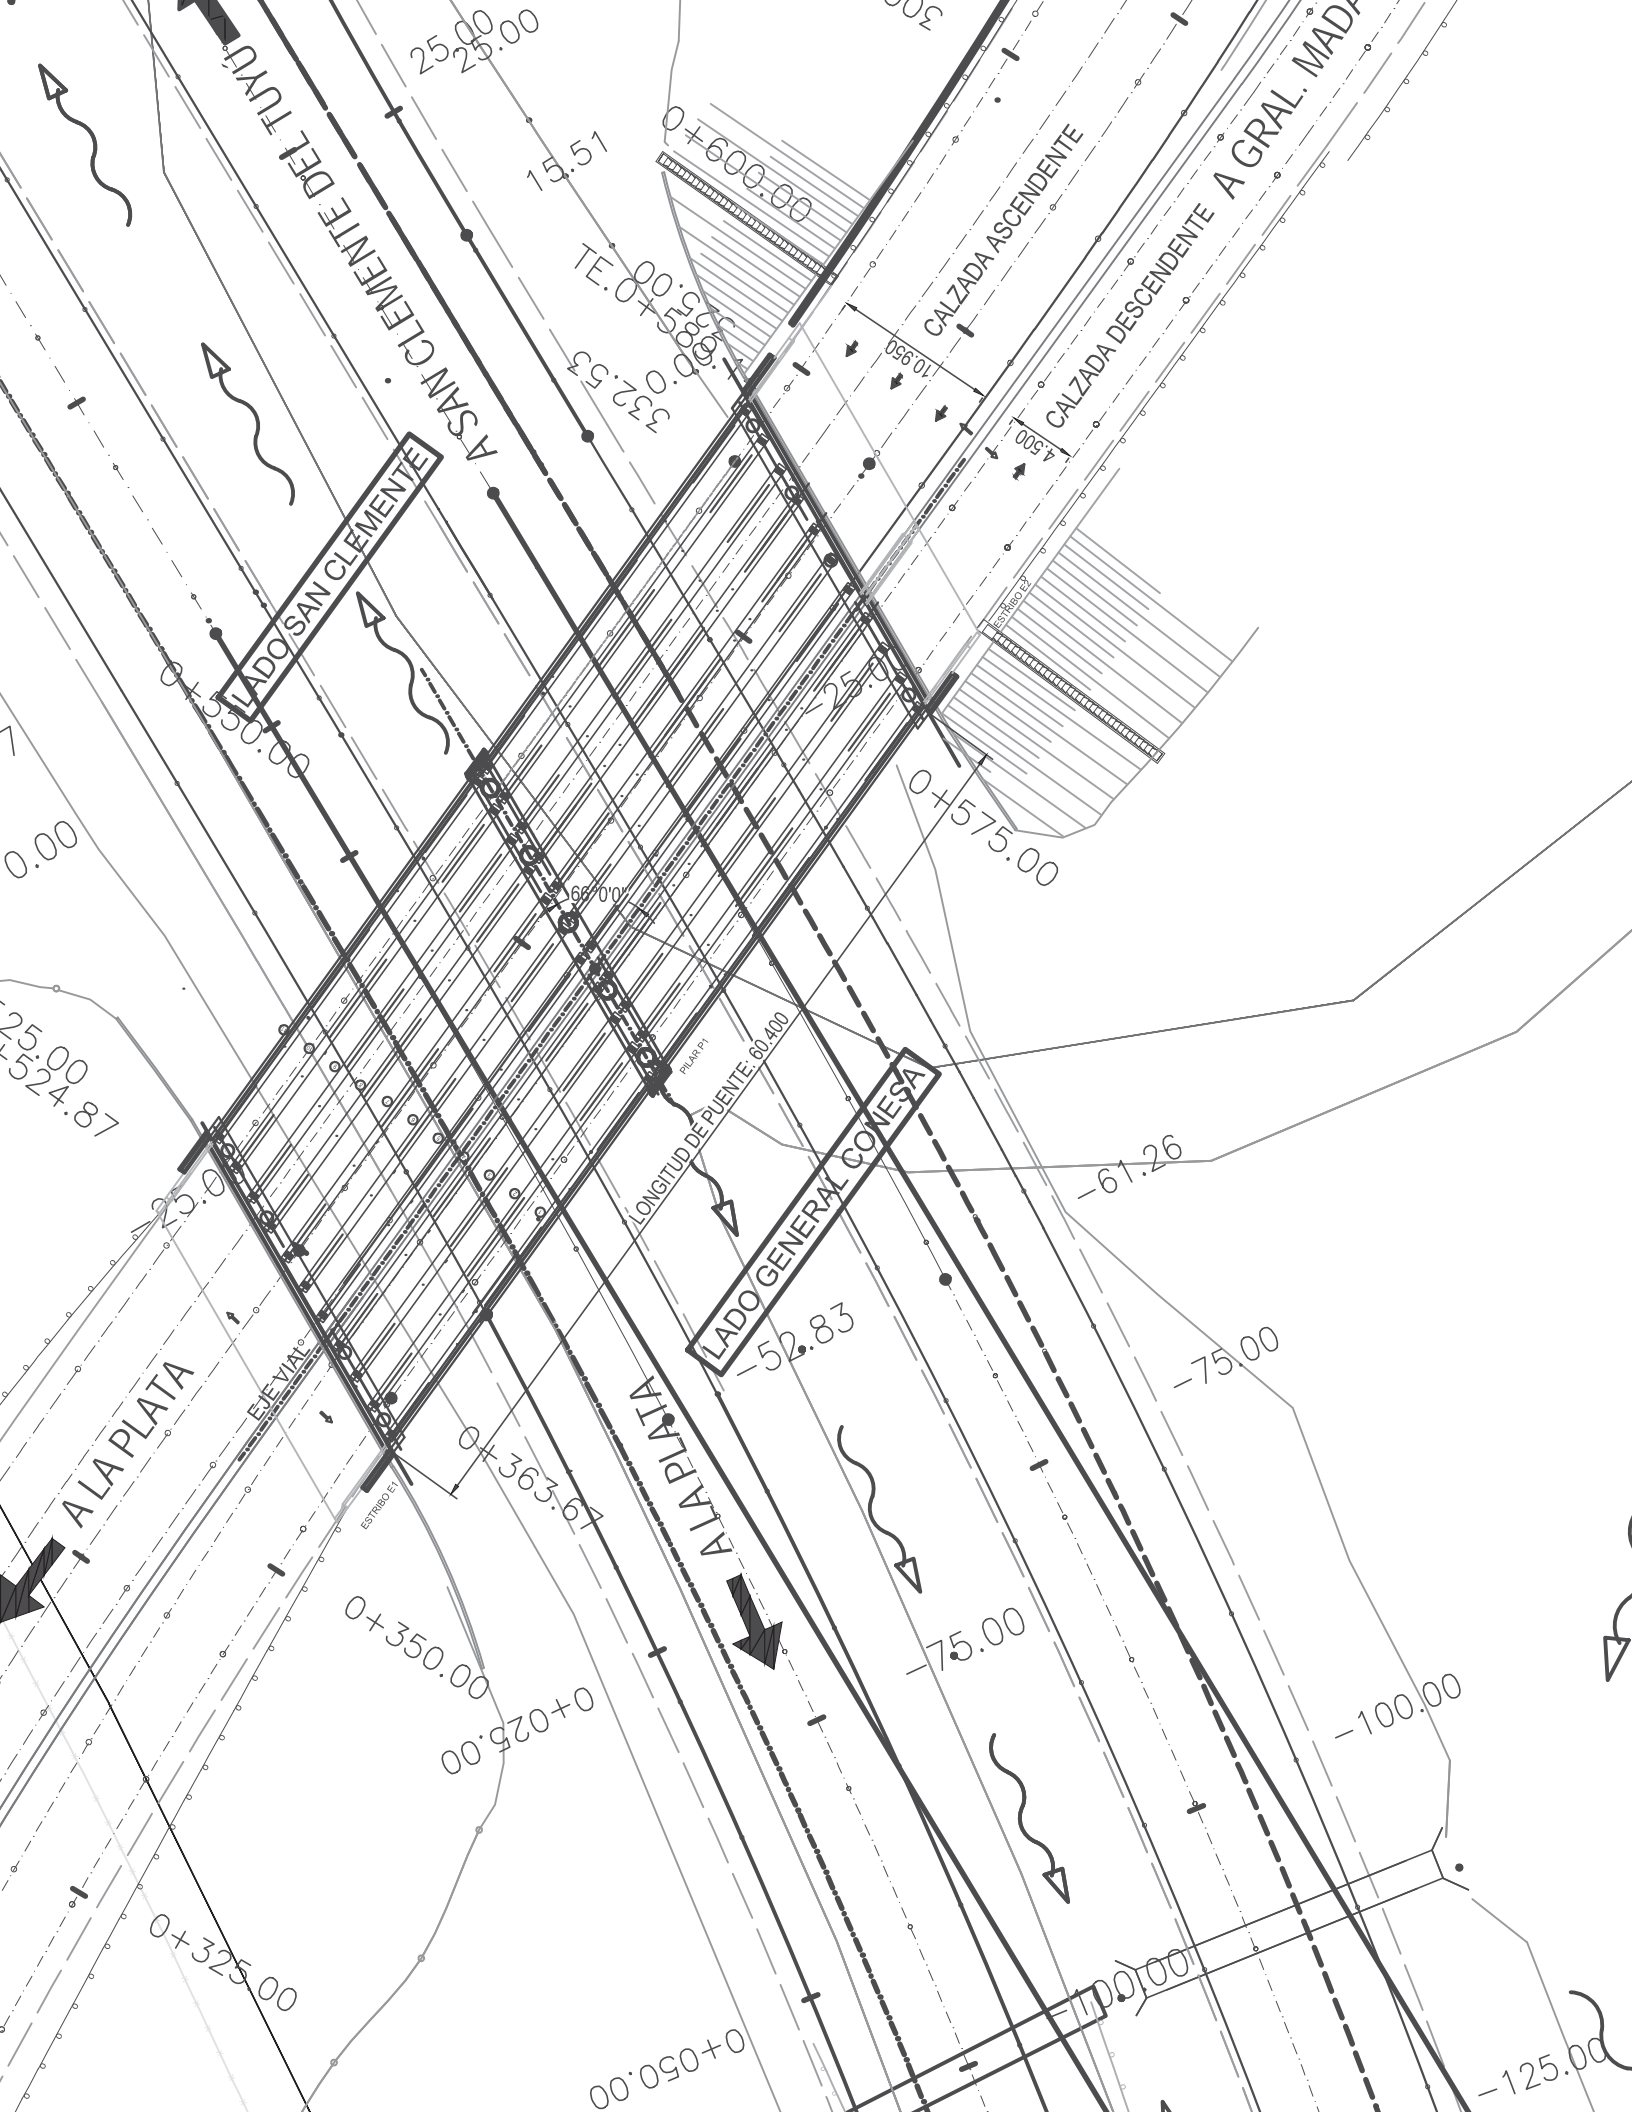 25.00
25.00
300
A SAN CLEMENTE DEL TUYÚ
15.51
0+600.00
A GRAL. MADA
CALZADA ASCENDENTE
CALZADA DESCENDENTE
325.00
332.53
0.00
10.950
4.500
LADO SAN CLEMENTE
ESTRIBO E2
0+550.00
-25.0
7
0+575.00
0.00
66°0'0"
25.00
+524.87
PILAR P1
LONGITUD DE PUENTE: 60.400
LADO GENERAL CONESA
-61.26
-25.0
-52.83
-75.00
A LA PLATA
EJE VIAL
A LA PLATA
0+363.67
ESTRIBO E1
0+350.00
-75.00
0+025.00
-100.00
0+325.00
-100.00
0+050.00
-125.00